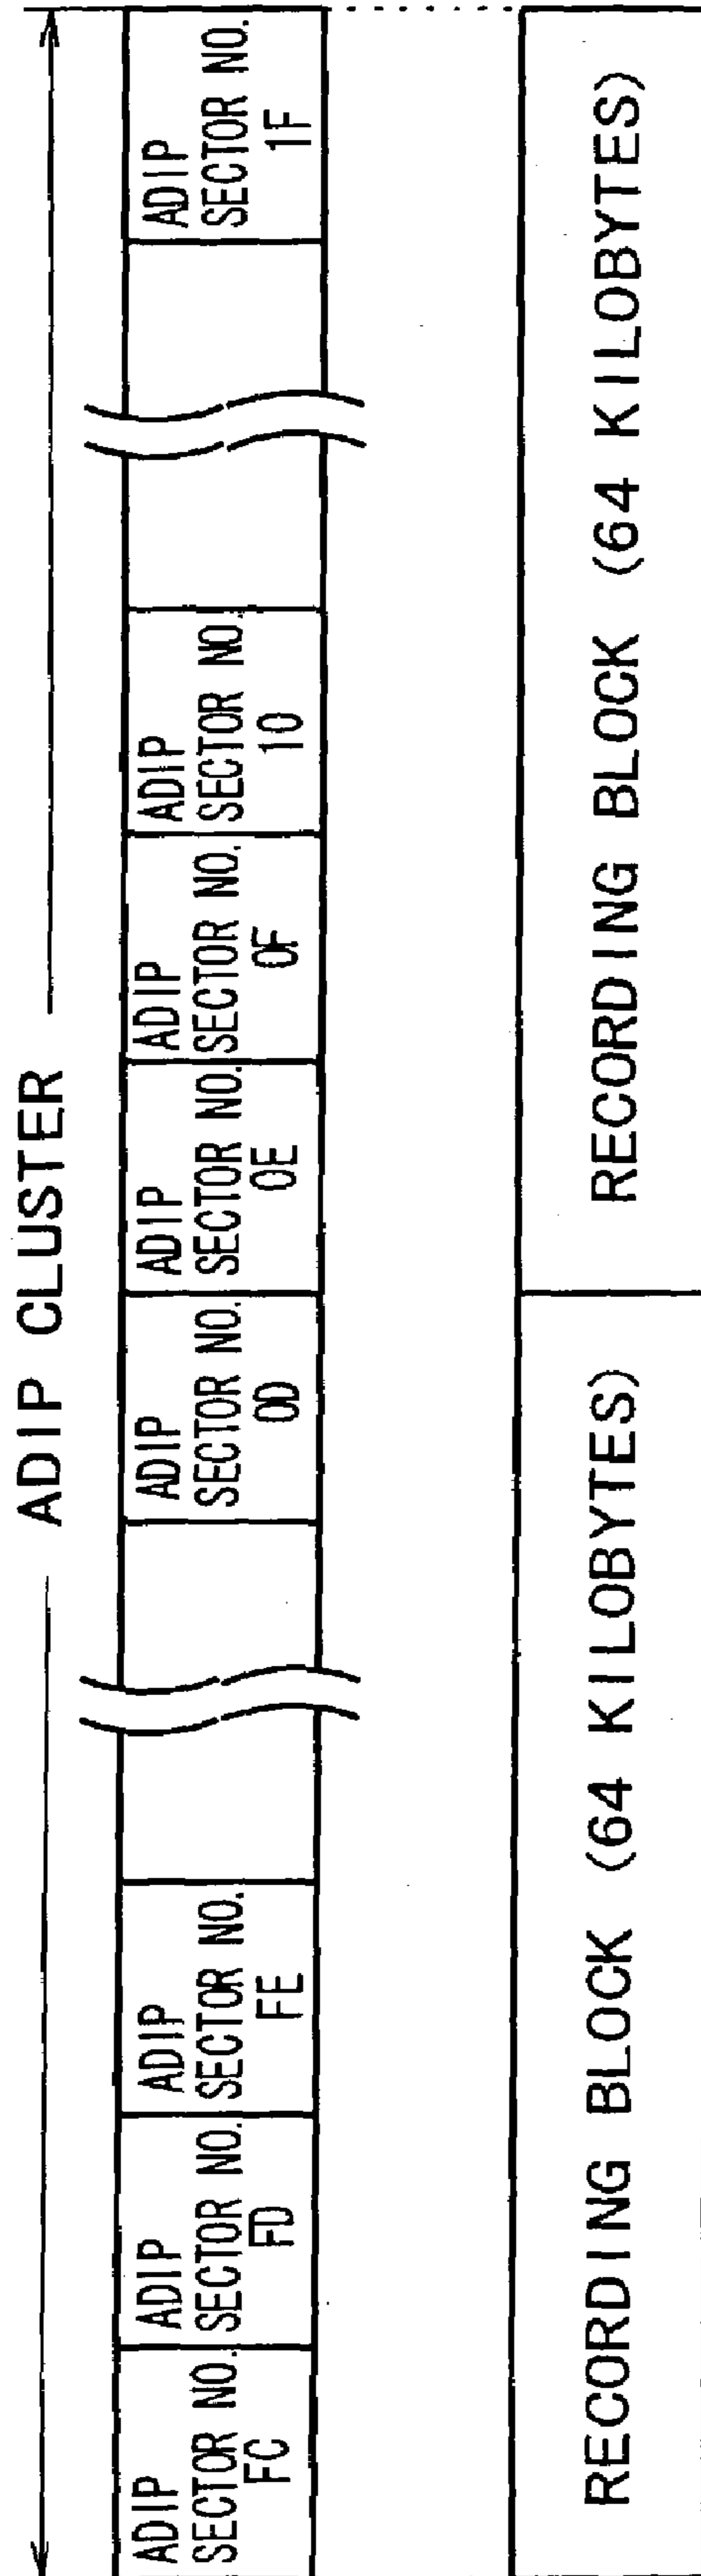 ADIP CLUSTER
ADIP
SECTOR NO.
FC
ADIP
SECTOR NO.
FD
ADIP
SECTOR NO.
FE
ADIP
SECTOR NO.
0D
ADIP
SECTOR NO.
0E
ADIP
SECTOR NO.
0F
ADIP
SECTOR NO.
10
ADIP
SECTOR NO.
1F
RECORDING BLOCK (64 KILOBYTES)
RECORDING BLOCK (64 KILOBYTES)